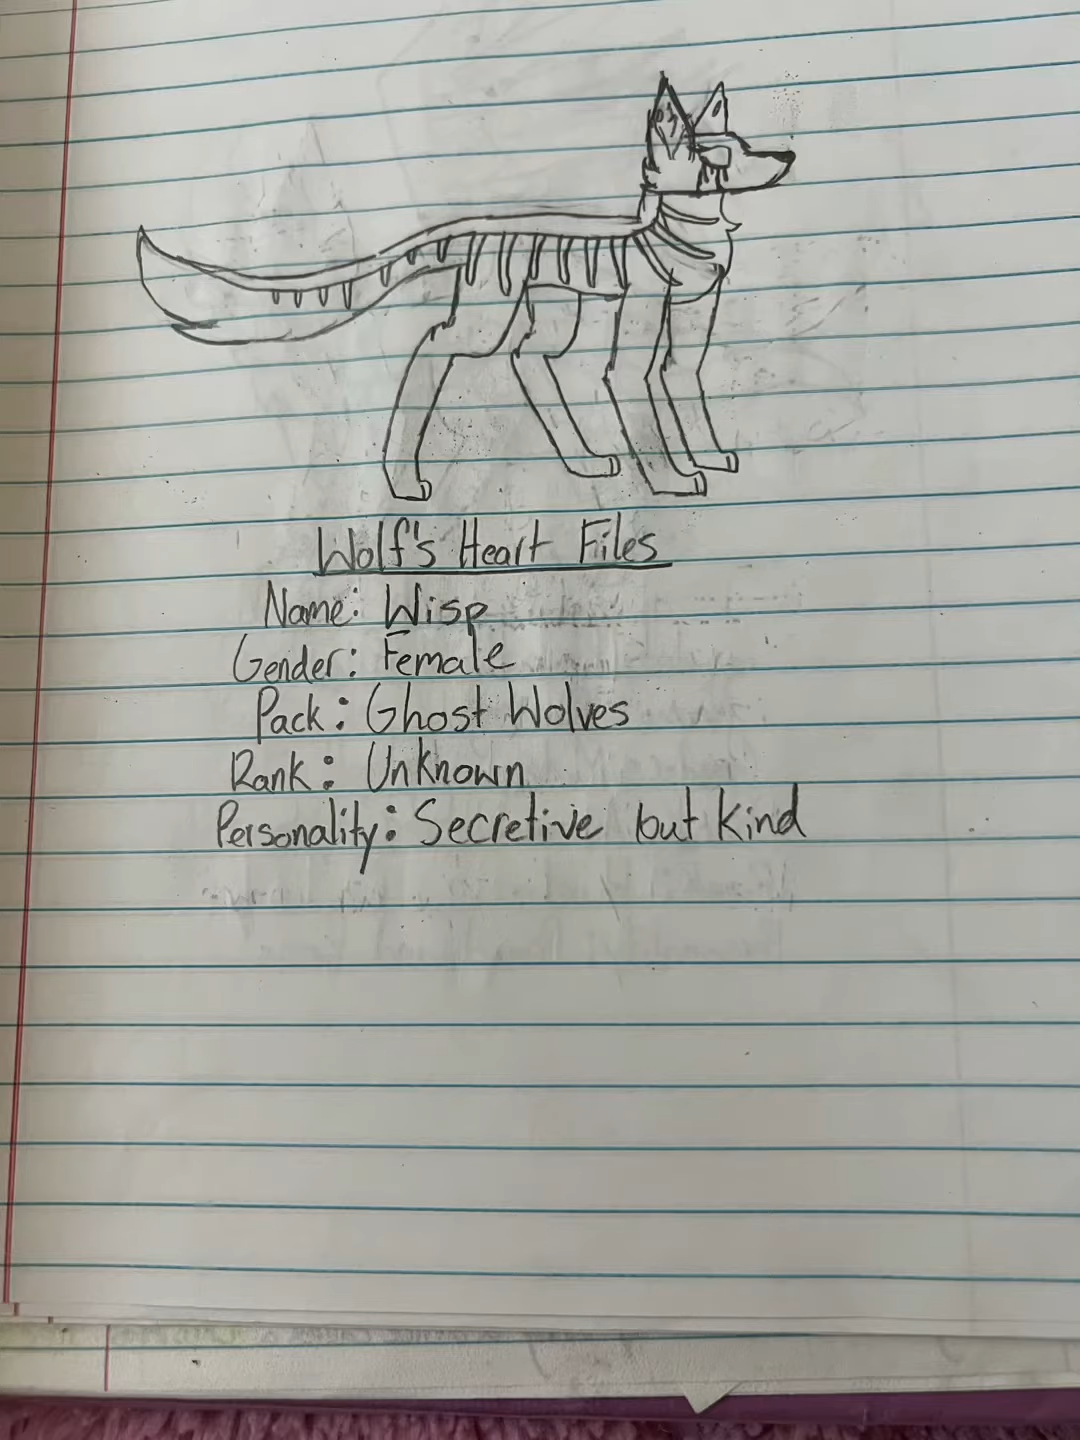 Wolf's Heart Files
Name: Wisp
Gender: Female
Pack: Ghost Wolves
Rank: Unknown
Personality: Secretive but kind